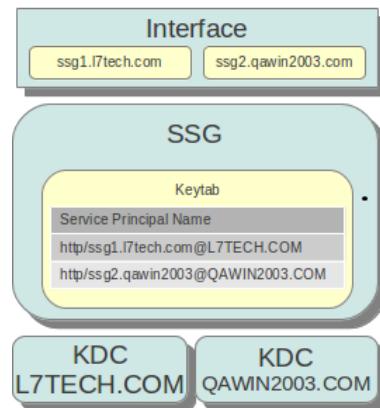 Interface
ssg1.l7tech.com
ssg2.qawin2003.com
SSG
Keytab
Service Principal Name
http/ssg1.l7tech.com@L7TECH.COM
http/ssg2.qawin2003@QAWIN2003.COM
KDC
L7TECH.COM
KDC
QAWIN2003.COM